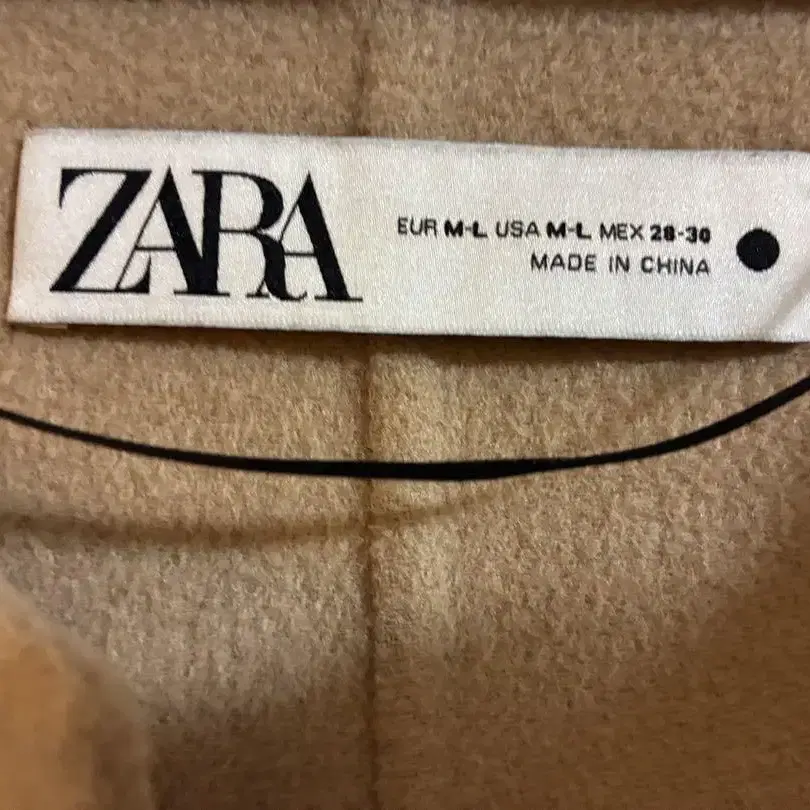 ZARA
EUR M-L USA M-L MEX 28-30
MADE IN CHINA